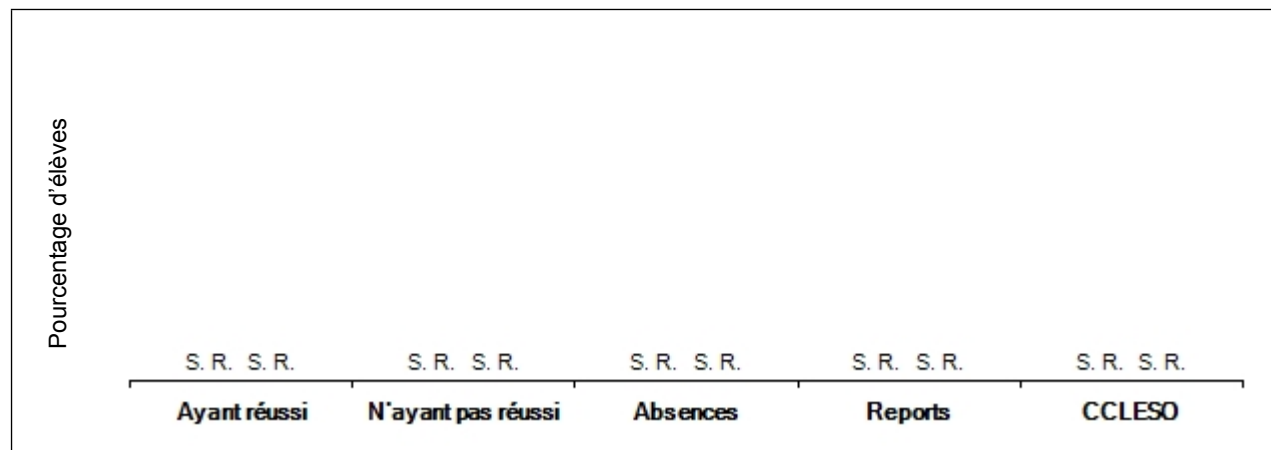 Pourcentage d'élèves
S. R. S. R. S. R. S. R. S. R. S. R. S. R. S. R. S. R. S. R.
Ayant réussi N'ayant pas réussi Absences Reports CCLESO